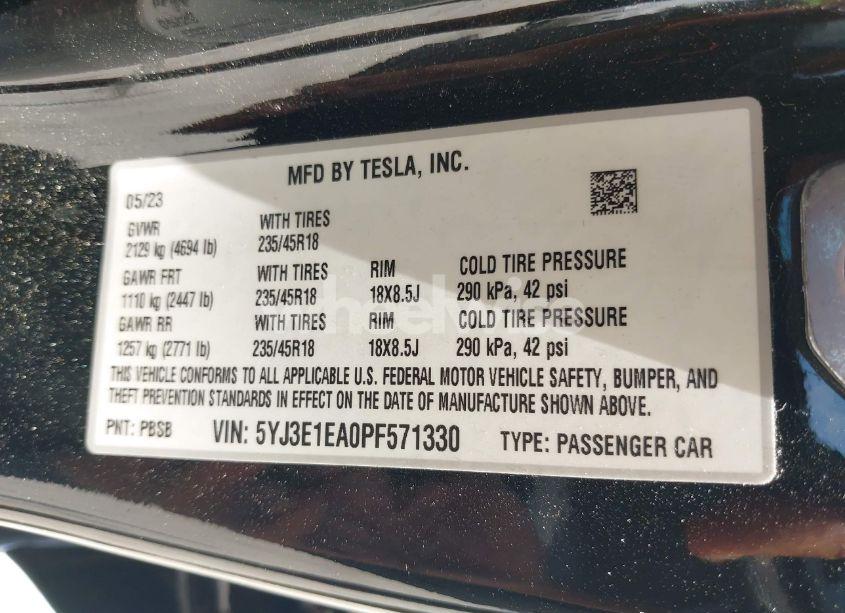 MFD BY TESLA, INC.
05/23
GVWR WITH TIRES
2129 kg (4694 lb) 235/45R18
GAWR FRT WITH TIRES RIM COLD TIRE PRESSURE
1110 kg (2447 lb) 235/45R18 18X8.5J 290 kPa, 42 psi
GAWR RR WITH TIRES RIM COLD TIRE PRESSURE
1257 kg (2771 lb) 235/45R18 18X8.5J 290 kPa, 42 psi
THIS VEHICLE CONFORMS TO ALL APPLICABLE U.S. FEDERAL MOTOR VEHICLE SAFETY, BUMPER, AND
THEFT PREVENTION STANDARDS IN EFFECT ON THE DATE OF MANUFACTURE SHOWN ABOVE.
PNT: PBSB VIN: 5YJ3E1EA0PF571330 TYPE: PASSENGER CAR